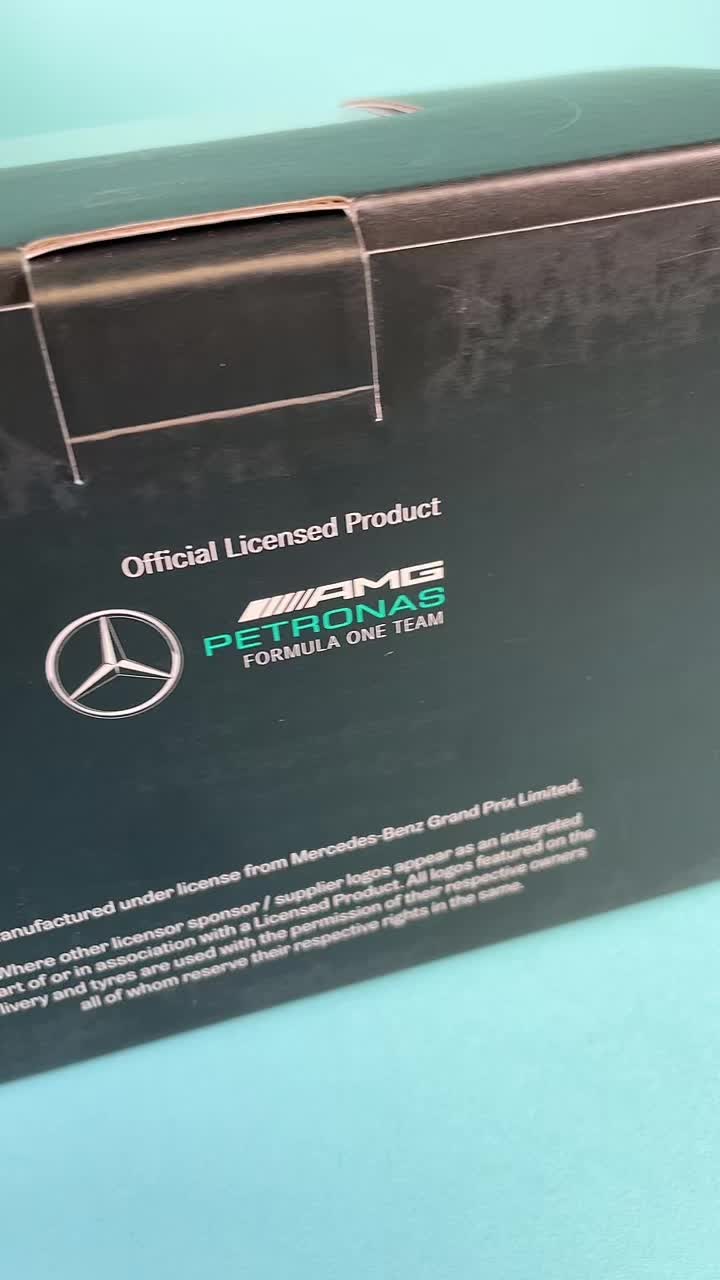 Official Licensed Product
AMG
PETRONAS
FORMULA ONE TEAM
anufactured under license from Mercedes-Benz Grand Prix Limited.
Where other licensor sponsor / supplier logos appear as an integrated
art of or in association with a Licensed Product. All logos featured on the
livery and tyres are used with the permission of their respective owners
all of whom reserve their respective rights in the same.